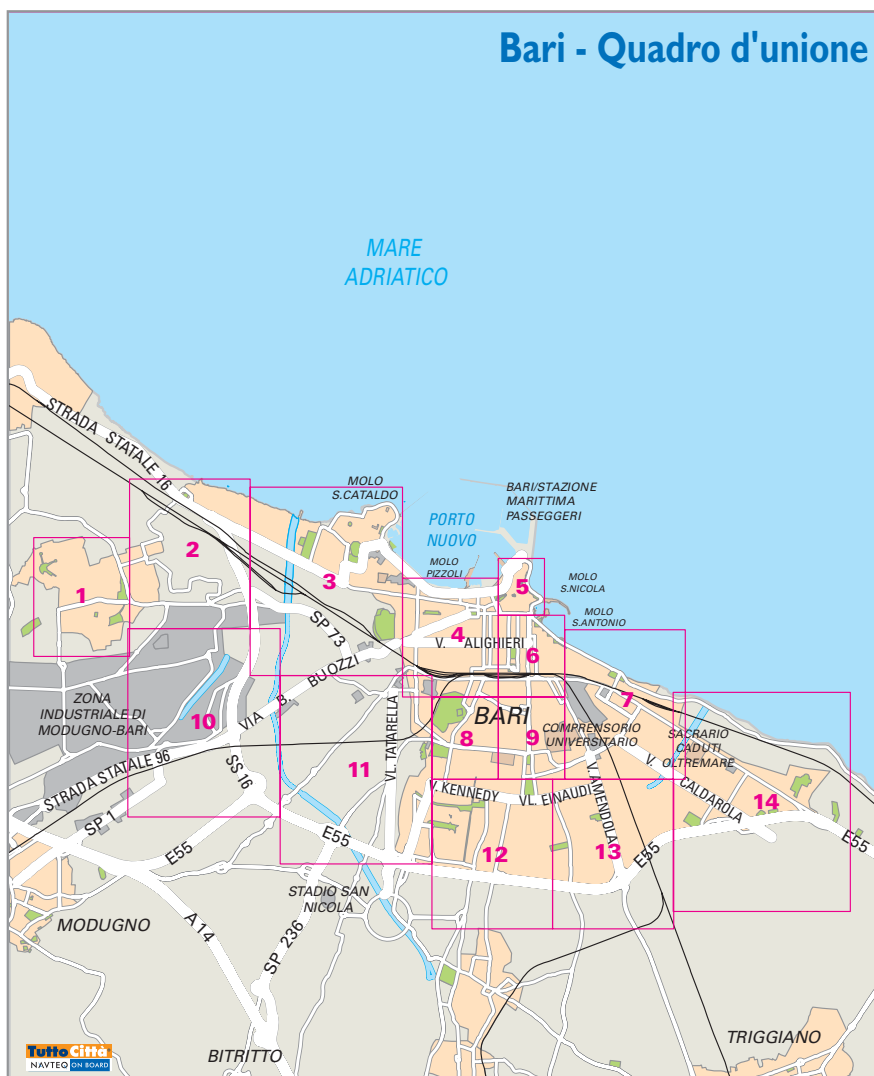 Bari - Quadro d'unione
MARE
ADRIATICO
STRADA STATALE 16
MOLO
S.CATALDO
BARI/STAZIONE
MARITTIMA
PASSEGGERI
PORTO
NUOVO
MOLO
PIZZOLI
MOLO
S.NICOLA
MOLO
S.ANTONIO
1
2
3
4
5
6
7
SP 73
V. ALIGHIERI
VIA B. BUOZZI
ZONA
INDUSTRIALE DI
MODUGNO-BARI
10
STRADA STATALE 96
SS 16
VL. TATARELLA
11
8
BARI
9
COMPRENSORIO
UNIVERSITARIO
SACRARIO
CADUTI
OLTREMARE
V. CALDAROLA
14
V. KENNEDY
VL. EINAUDI
V. AMENDOLA
SP 1
E55
E55
12
13
E55
E55
STADIO SAN
NICOLA
MODUGNO
A 14
SP 236
BITRITTO
TRIGGIANO
TuttoCittà
NAVTEQ ON BOARD